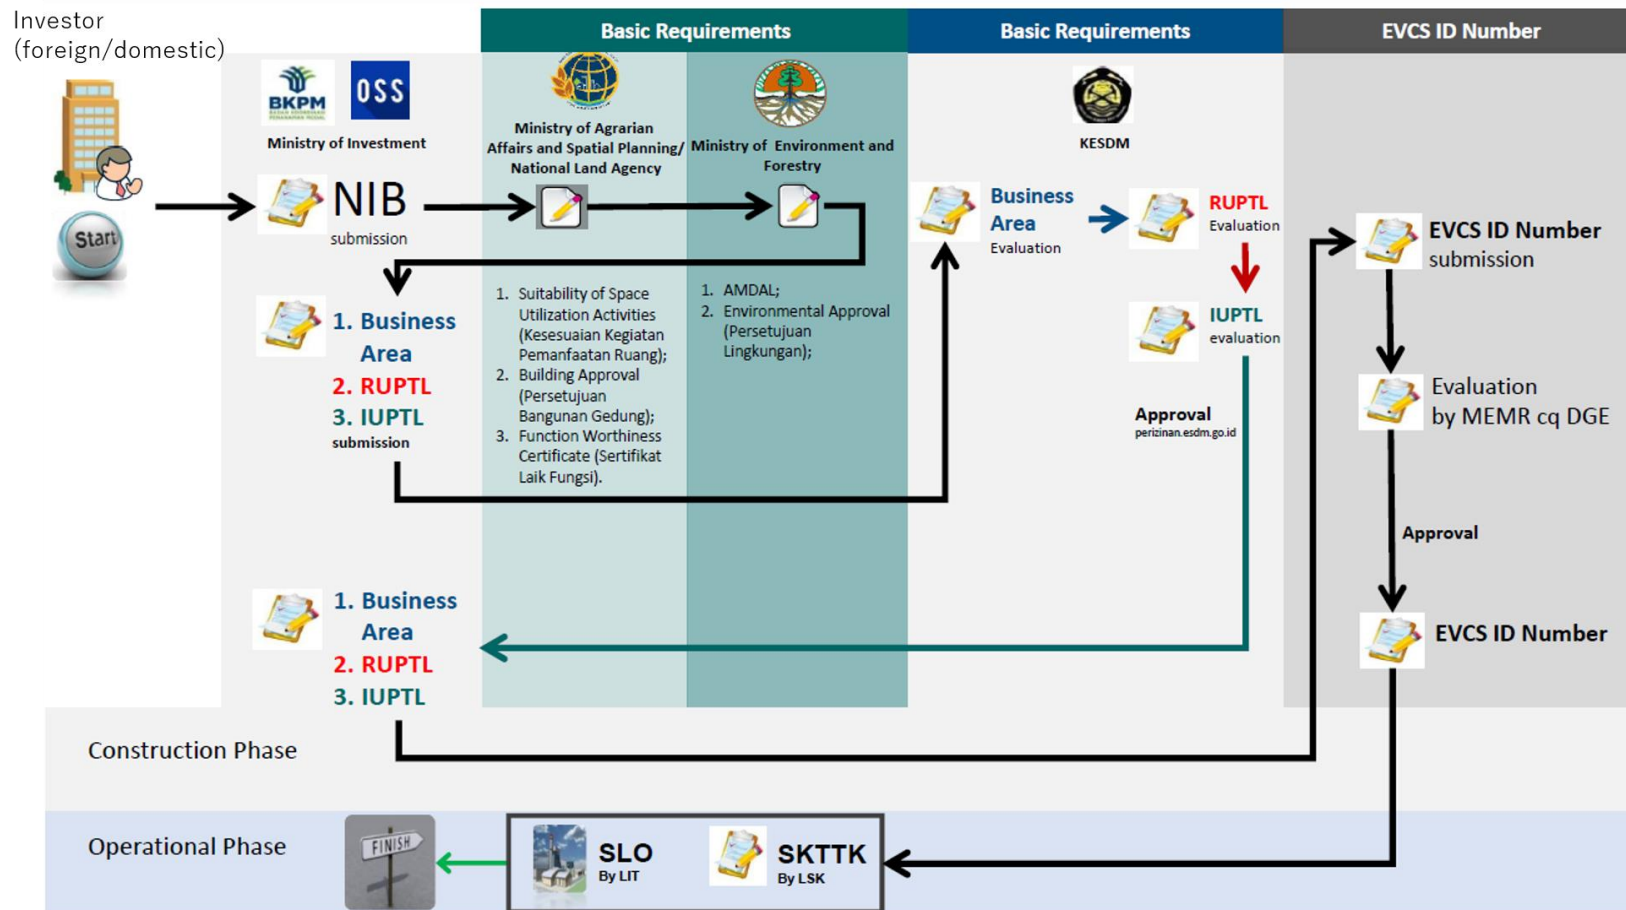 Investor
(foreign/domestic)
Basic Requirements
Basic Requirements
EVCS ID Number
BKPM
OSS
Ministry of Investment
Ministry of Agrarian
Affairs and Spatial Planning/
National Land Agency
Ministry of Environment and
Forestry
KESDM
Start
NIB
submission
Business
Area
Evaluation
RUPTL
Evaluation
EVCS ID Number
submission
1. Business
Area
2. RUPTL
3. IUPTL
submission
1. Suitability of Space
Utilization Activities
(Kesesuaian Kegiatan
Pemanfaatan Ruang);
2. Building Approval
(Persetujuan
Bangunan Gedung);
3. Function Worthiness
Certificate (Sertifikat
Laik Fungsi).
1. AMDAL;
2. Environmental Approval
(Persetujuan
Lingkungan);
IUPTL
evaluation
Approval
perizinan.esdm.go.id
Evaluation
by MEMR cq DGE
Approval
EVCS ID Number
1. Business
Area
2. RUPTL
3. IUPTL
Construction Phase
Operational Phase
FINISH
SLO
By LIT
SKTTK
By LSK